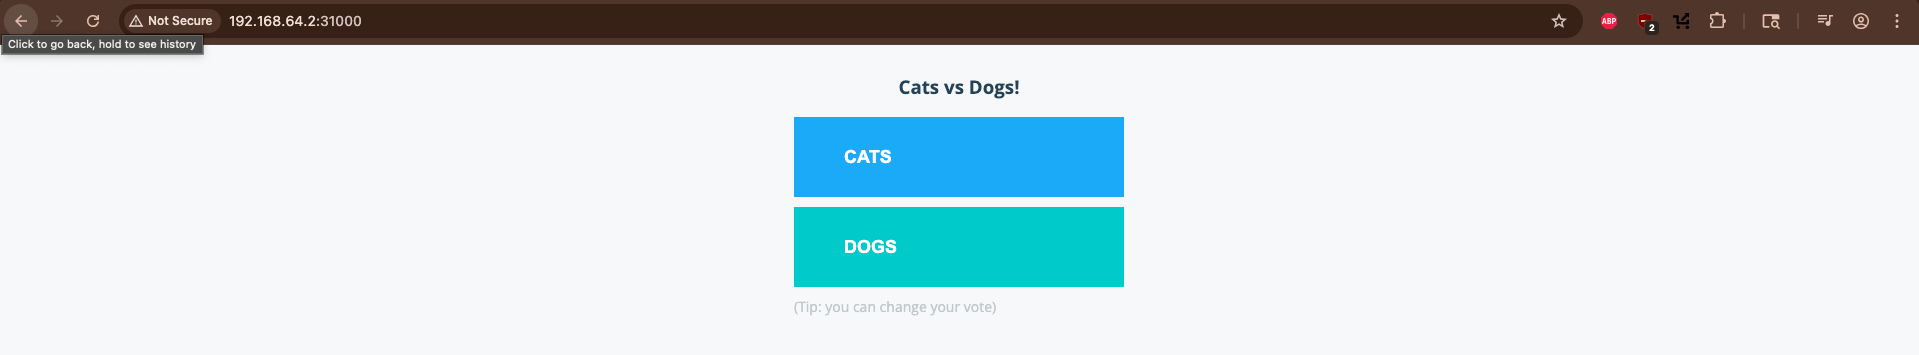 Not Secure 192.168.64.2:31000 ABP 2
Click to go back, hold to see history
Cats vs Dogs!
CATS
DOGS
(Tip: you can change your vote)